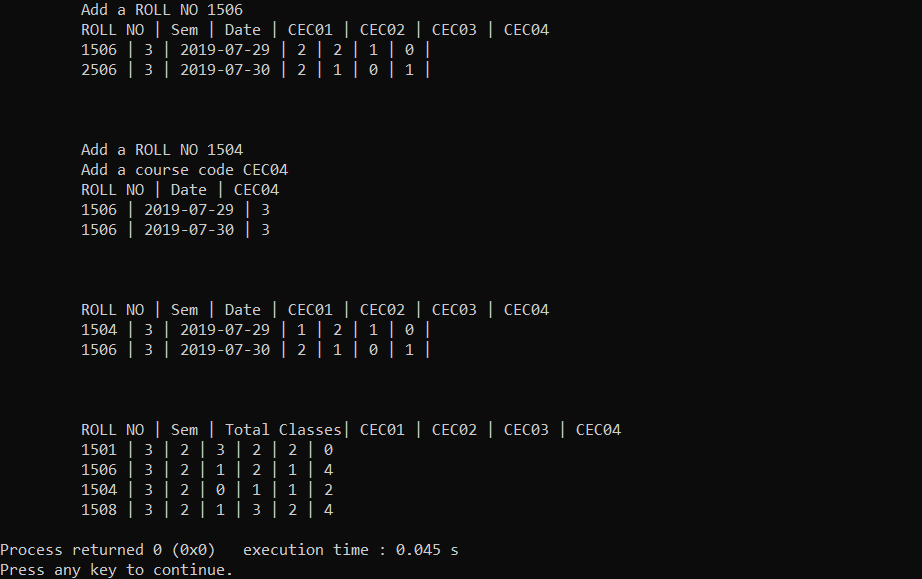 Add a ROLL NO 1506
ROLL NO | Sem | Date | CEC01 | CEC02 | CEC03 | CEC04
1506 | 3 | 2019-07-29 | 2 | 2 | 1 | 0 |
2506 | 3 | 2019-07-30 | 2 | 1 | 0 | 1 |
Add a ROLL NO 1504
Add a course code CEC04
ROLL NO | Date | CEC04
1506 | 2019-07-29 | 3
1506 | 2019-07-30 | 3
ROLL NO | Sem | Date | CEC01 | CEC02 | CEC03 | CEC04
1504 | 3 | 2019-07-29 | 1 | 2 | 1 | 0 |
1506 | 3 | 2019-07-30 | 2 | 1 | 0 | 1 |
ROLL NO | Sem | Total Classes| CEC01 | CEC02 | CEC03 | CEC04
1501 | 3 | 2 | 3 | 2 | 2 | 0
1506 | 3 | 2 | 1 | 2 | 1 | 4
1504 | 3 | 2 | 0 | 1 | 1 | 2
1508 | 3 | 2 | 1 | 3 | 2 | 4
Process returned 0 (0x0)   execution time : 0.045 s
Press any key to continue.